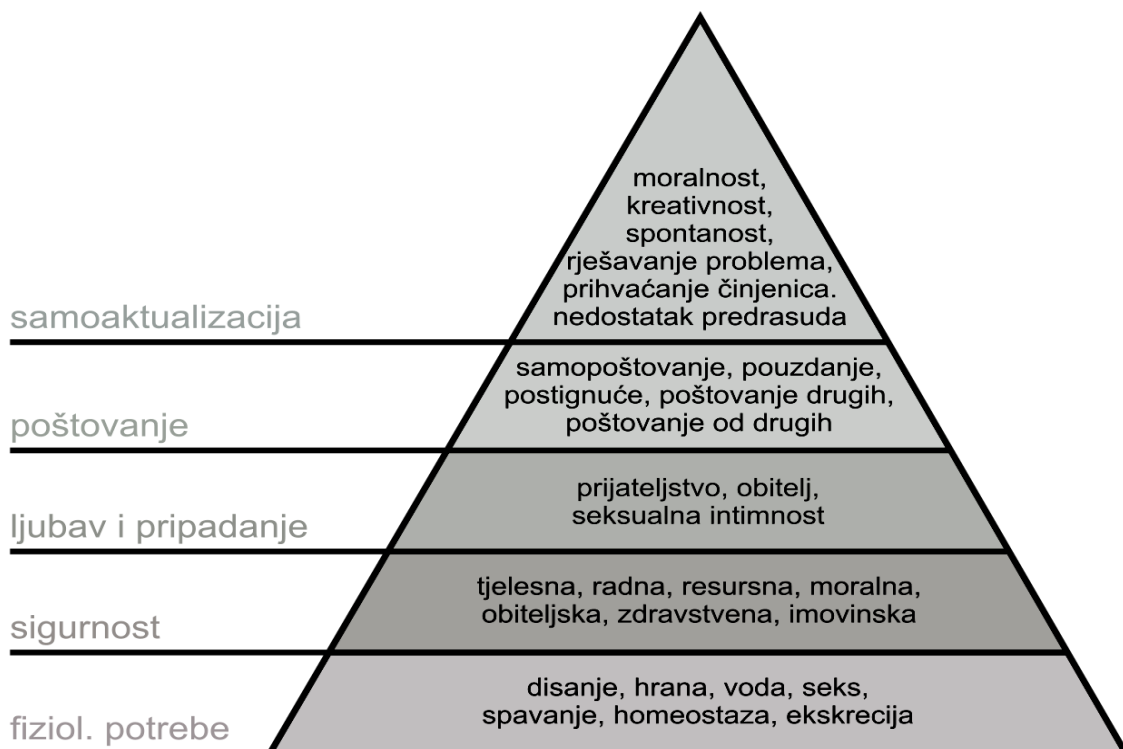 moralnost,
kreativnost,
spontanost,
rješavanje problema,
prihvaćanje činjenica.
nedostatak predrasuda
samoaktualizacija
samopoštovanje, pouzdanje,
postignuće, poštovanje drugih,
poštovanje od drugih
poštovanje
prijateljstvo, obitelj,
seksualna intimnost
ljubav i pripadanje
tjelesna, radna, resursna, moralna,
obiteljska, zdravstvena, imovinska
sigurnost
disanje, hrana, voda, seks,
spavanje, homeostaza, ekskrecija
fiziol. potrebe